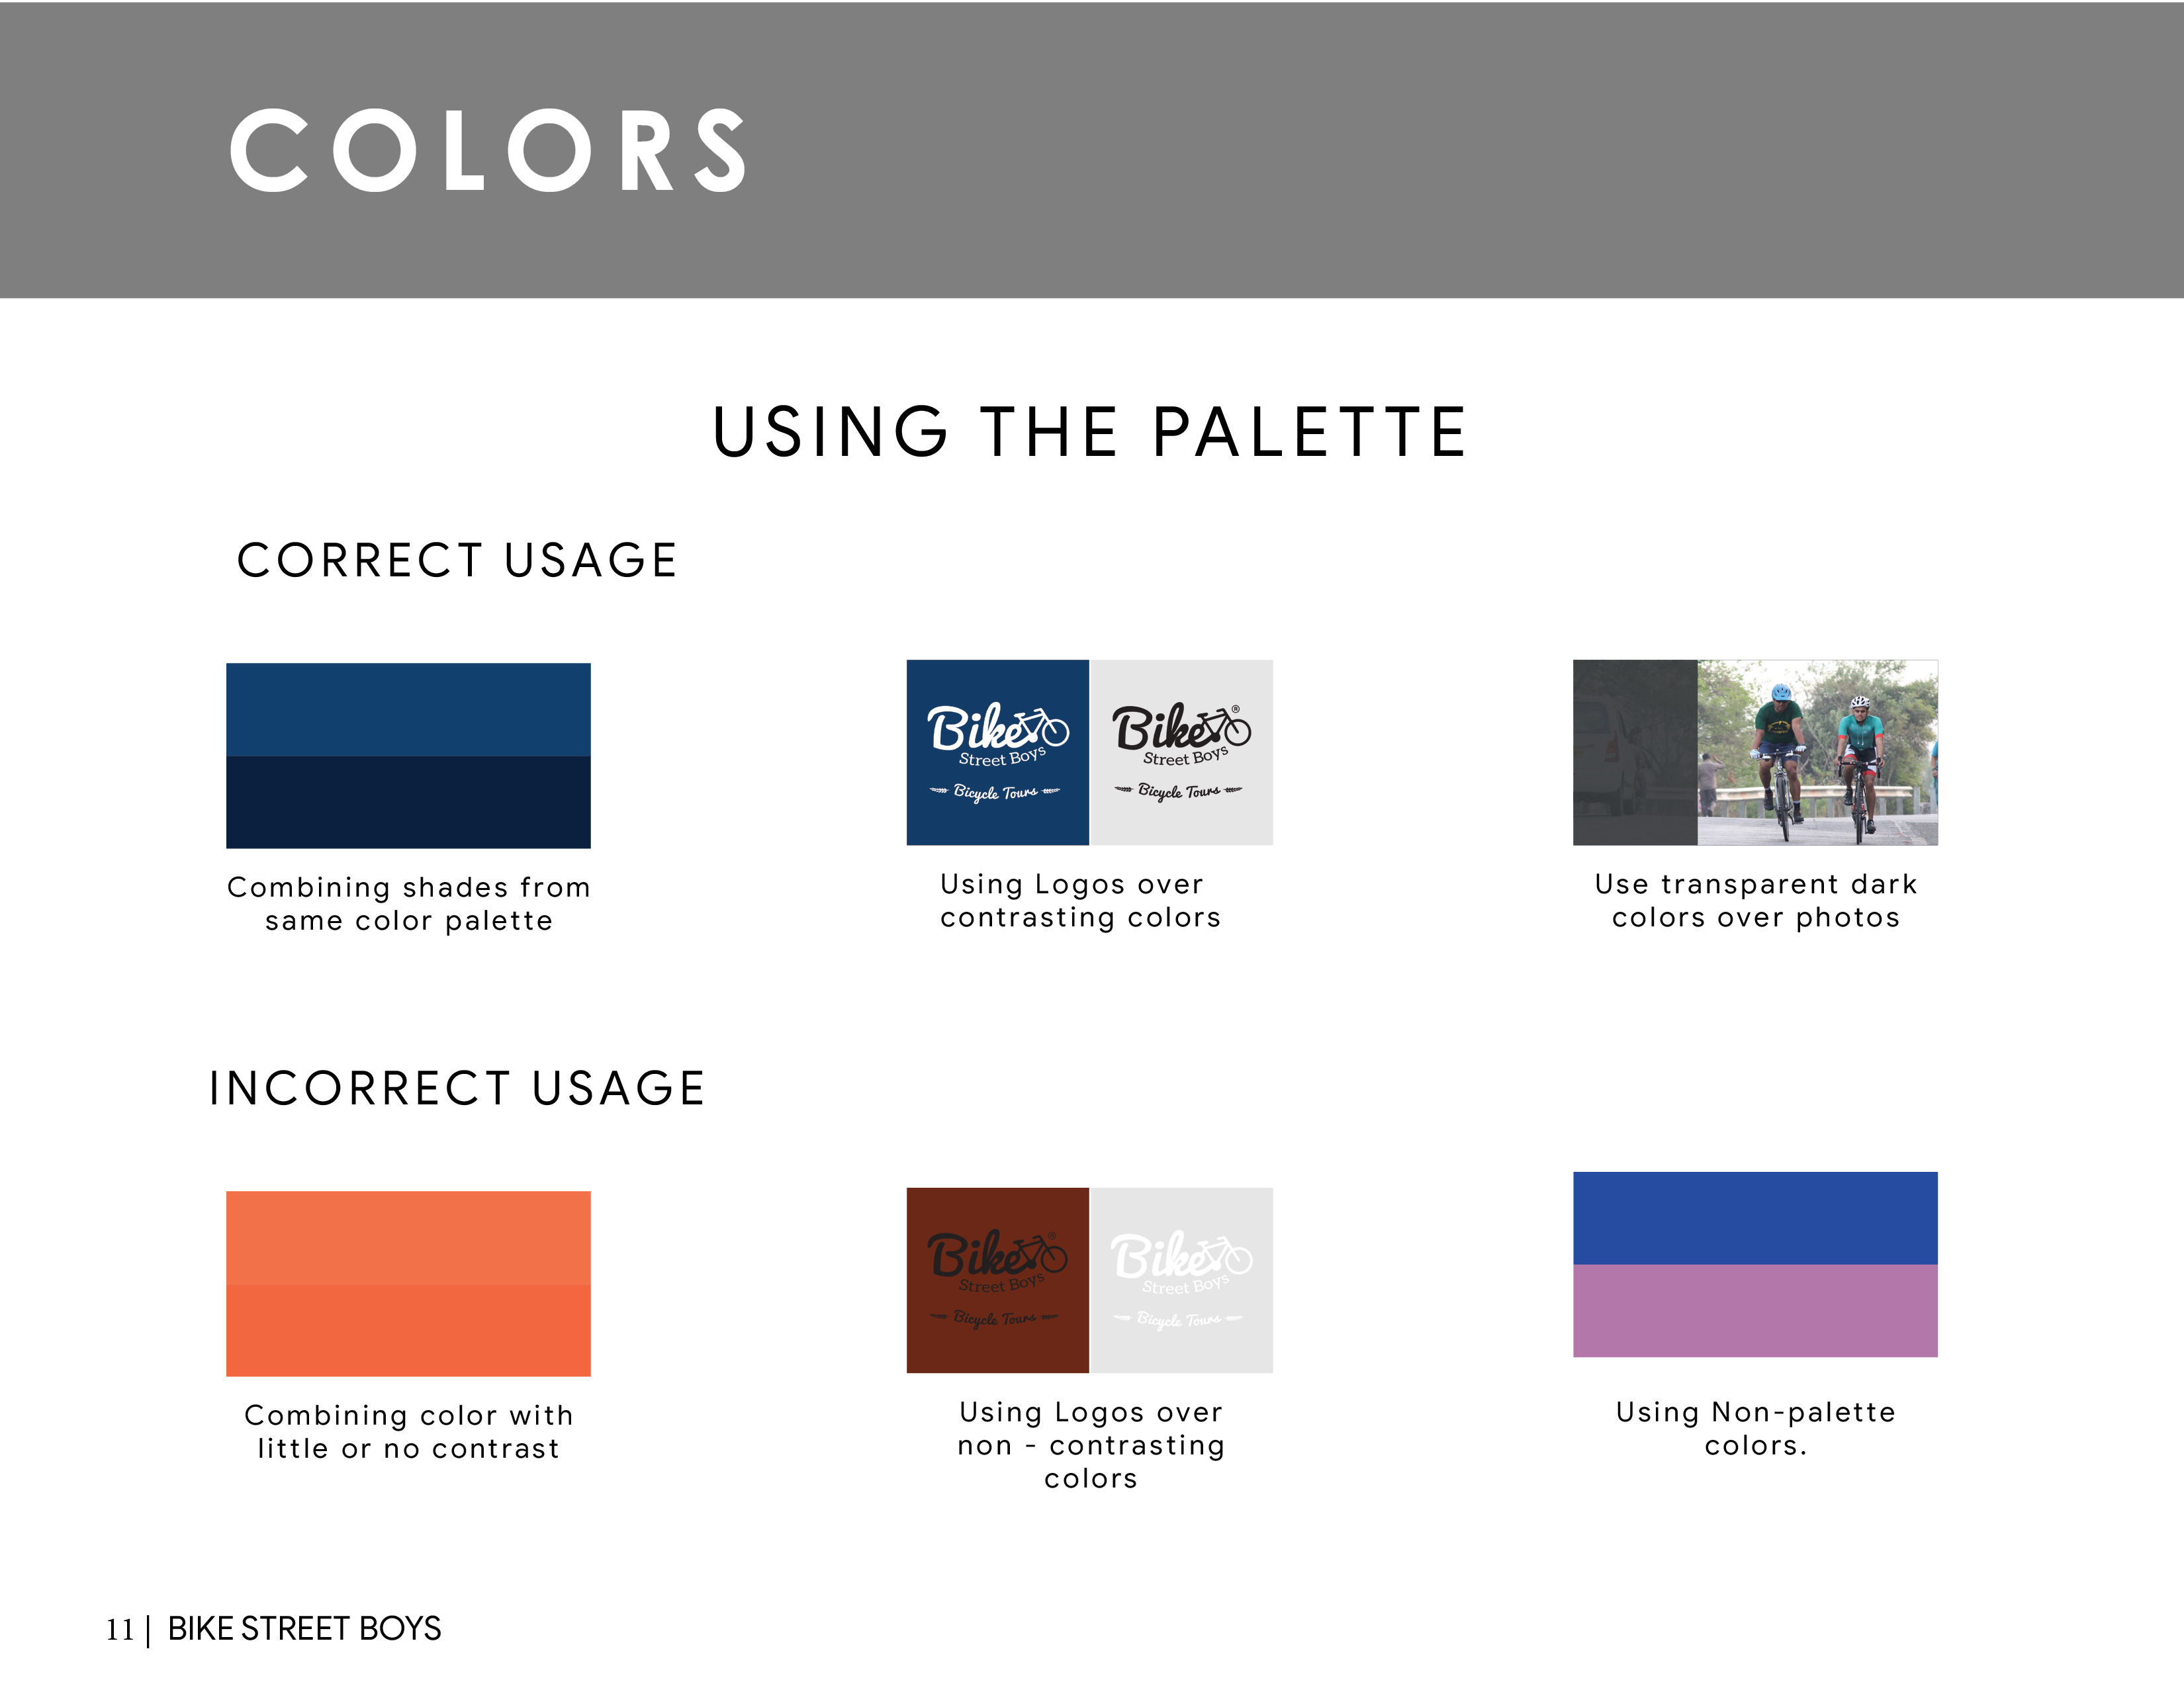 COLORS
USING THE PALETTE
CORRECT USAGE
Bike
Street Boys
Bicycle Tours
Bike®
Street Boys
Bicycle Tours
Combining shades from
same color palette
Using Logos over
contrasting colors
Use transparent dark
colors over photos
INCORRECT USAGE
Bike®
Street Boys
Bicycle Tours
Bike
Street Boys
Bicycle Tours
Combining color with
little or no contrast
Using Logos over
non - contrasting
colors
Using Non-palette
colors.
11 | BIKE STREET BOYS